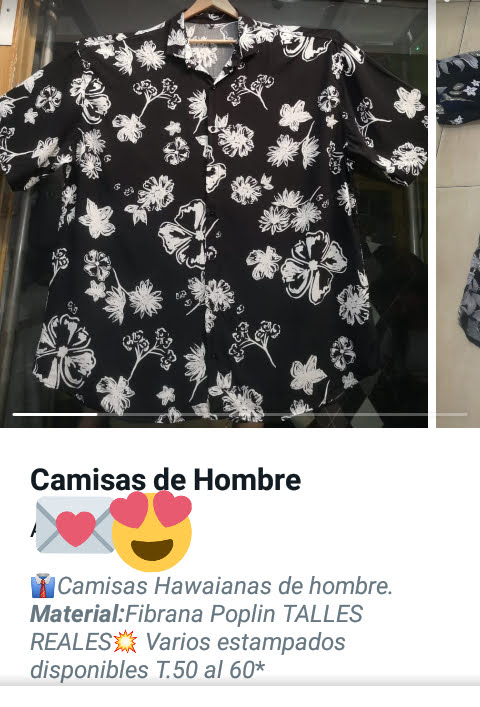 Camisas de Hombre
👔Camisas Hawaianas de hombre.
Material:Fibrana Poplin TALLES
REALES💥 Varios estampados
disponibles T.50 al 60*